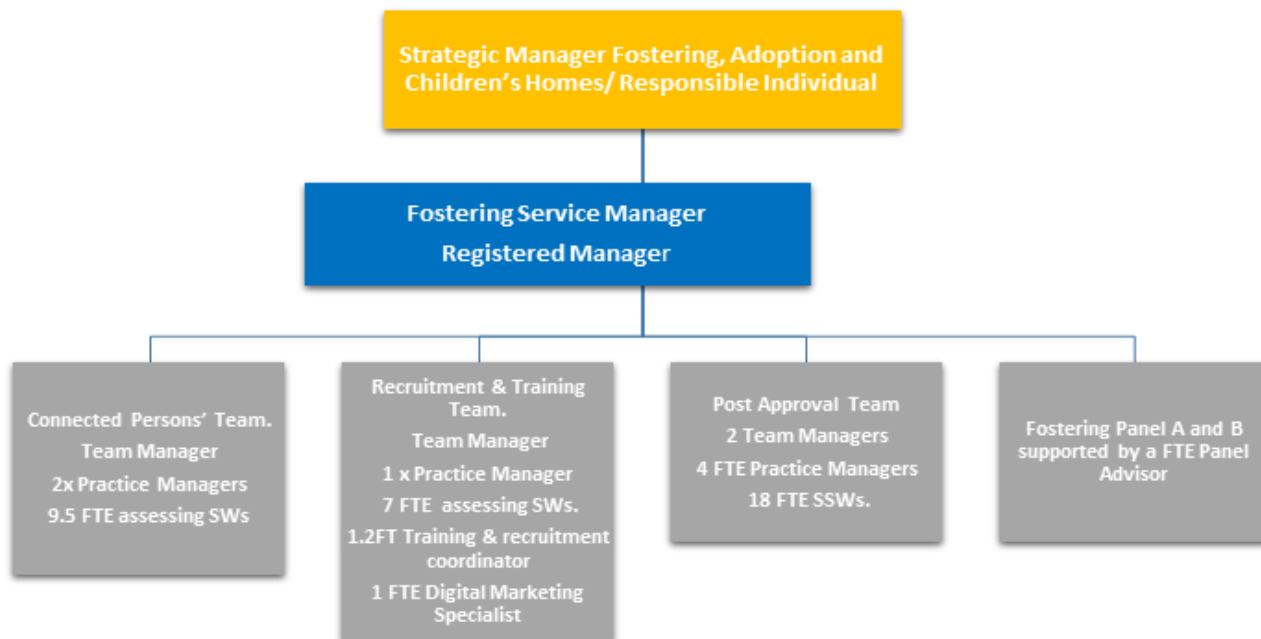 Strategic Manager Fostering, Adoption and
Children's Homes/ Responsible Individual
Fostering Service Manager
Registered Manager
Connected Persons' Team.
Team Manager
2x Practice Managers
9.5 FTE assessing SWs
Recruitment & Training
Team.
Team Manager
1 x Practice Manager
7 FTE assessing SWs.
1.2FT Training & recruitment
coordinator
1 FTE Digital Marketing
Specialist
Post Approval Team
2 Team Managers
4 FTE Practice Managers
18 FTE SSWs.
Fostering Panel A and B
supported by a FTE Panel
Advisor